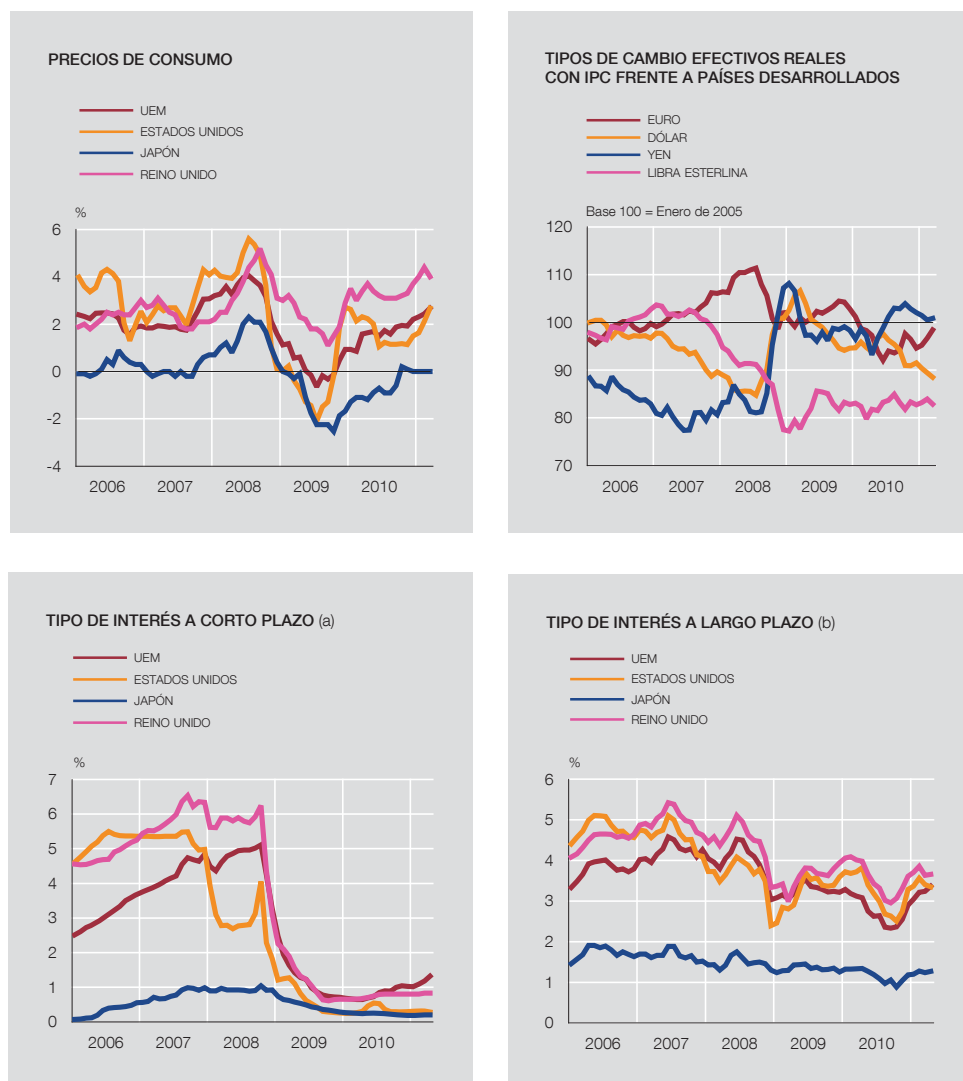 PRECIOS DE CONSUMO
UEM
ESTADOS UNIDOS
JAPÓN
REINO UNIDO
%
6
4
2
0
-2
-4
2006 2007 2008 2009 2010
TIPOS DE CAMBIO EFECTIVOS REALES
CON IPC FRENTE A PAÍSES DESARROLLADOS
EURO
DÓLAR
YEN
LIBRA ESTERLINA
Base 100 = Enero de 2005
120
110
100
90
80
70
2006 2007 2008 2009 2010
TIPO DE INTERÉS A CORTO PLAZO (a)
UEM
ESTADOS UNIDOS
JAPÓN
REINO UNIDO
%
7
6
5
4
3
2
1
0
2006 2007 2008 2009 2010
TIPO DE INTERÉS A LARGO PLAZO (b)
UEM
ESTADOS UNIDOS
JAPÓN
REINO UNIDO
%
6
5
4
3
2
1
0
2006 2007 2008 2009 2010